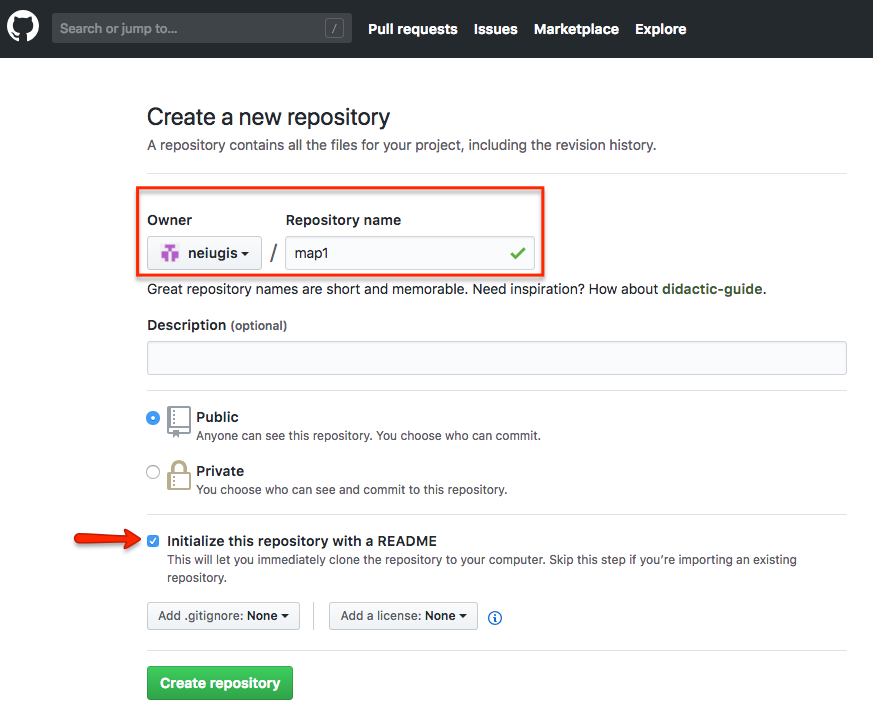 Search or jump to... /
Pull requests Issues Marketplace Explore
Create a new repository
A repository contains all the files for your project, including the revision history.
Owner Repository name
neiugis / map1
Great repository names are short and memorable. Need inspiration? How about didactic-guide.
Description (optional)
Public
Anyone can see this repository. You choose who can commit.
Private
You choose who can see and commit to this repository.
Initialize this repository with a README
This will let you immediately clone the repository to your computer. Skip this step if you’re importing an existing
repository.
Add .gitignore: None Add a license: None
Create repository